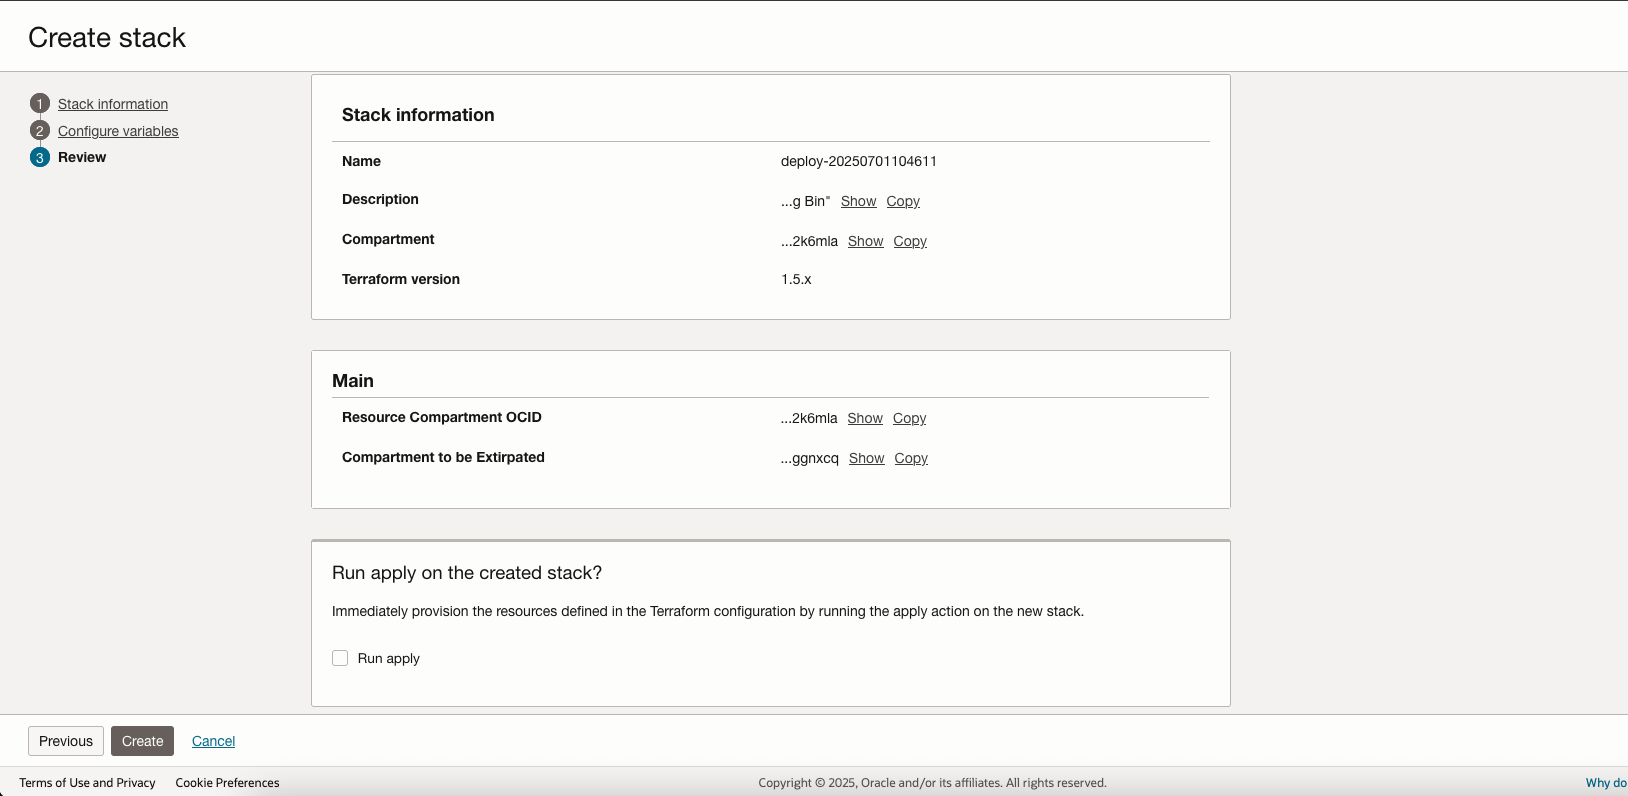 Create stack
1 Stack information
2 Configure variables
3 Review
Stack information
Name deploy-20250701104611
Description ...g Bin" Show Copy
Compartment ...2k6mla Show Copy
Terraform version 1.5.x
Main
Resource Compartment OCID ...2k6mla Show Copy
Compartment to be Extirpated ...ggnxcq Show Copy
Run apply on the created stack?
Immediately provision the resources defined in the Terraform configuration by running the apply action on the new stack.
Run apply
Previous Create Cancel
Terms of Use and Privacy Cookie Preferences Copyright © 2025, Oracle and/or its affiliates. All rights reserved. Why do